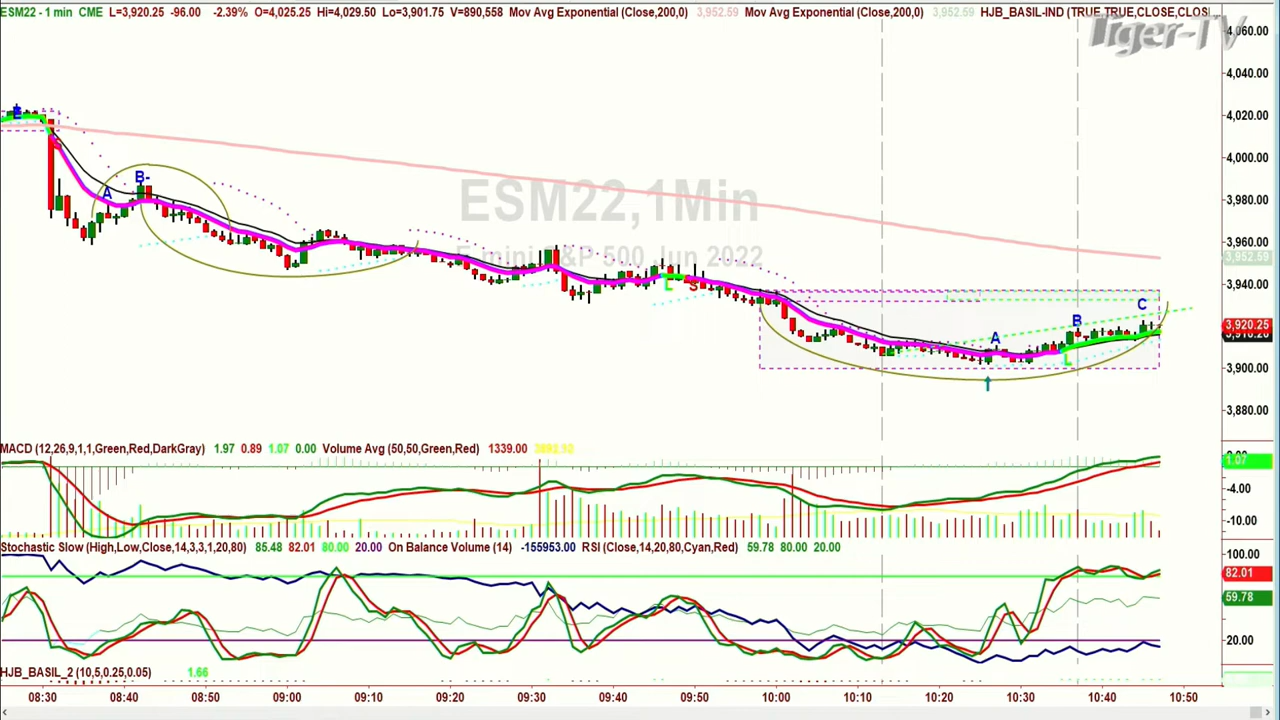 ESM22 - 1 min CME L=3,920.25 -96.00 -2.39% O=4,025.25 Hi=4,029.50 Lo=3,901.75 V=890,558 Mov Avg Exponential (Close,200,0) 3,952.59 Mov Avg Exponential (Close,200,0) 3952.59 HJB_BASIL-IND (TRUE,TRUE,CLOSE,CLOS
Tiger-TV
4,060.00
4,040.00
4,020.00
4,000.00
3,980.00
3,960.00
3,952.59
3,940.00
3,920.25
3,900.00
3,880.00
ESM22,1Min
E-mini S&P 500 Jun 2022
E
A
B-
L
S
A
B
C
L
MACD (12,26,9,1,1,Green,Red,DarkGray) 1.97 0.89 1.07 0.00 Volume Avg (50,50,Green,Red) 1339.00
1.07
-4.00
-10.00
Stochastic Slow (High,Low,Close,14,3,3,1,20,80) 85.48 82.01 80.00 20.00 On Balance Volume (14) -155953.00 RSI (Close,14,20,80,Cyan,Red) 59.78 80.00 20.00
100.00
82.01
59.78
20.00
HJB_BASIL_2 (10,5,0.25,0.05) 1.66
08:30 08:40 08:50 09:00 09:10 09:20 09:30 09:40 09:50 10:00 10:10 10:20 10:30 10:40 10:50